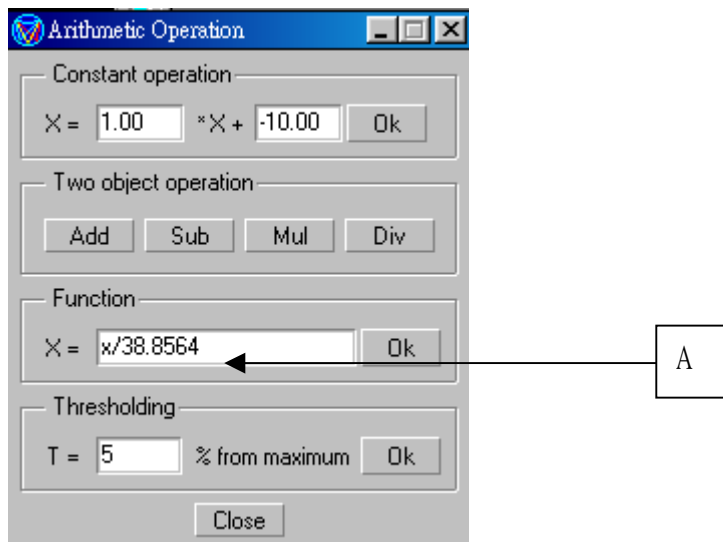 Arithmetic Operation
Constant operation
X = 1.00 *X + -10.00 Ok
Two object operation
Add Sub Mul Div
Function
X = x/38.8564 Ok
A
Thresholding
T = 5 % from maximum Ok
Close